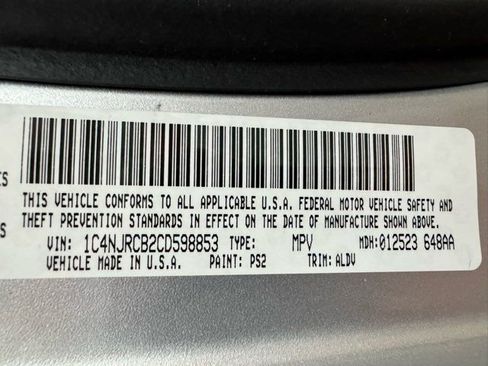 ES
THIS VEHICLE CONFORMS TO ALL APPLICABLE U.S.A. FEDERAL MOTOR VEHICLE SAFETY AND
THEFT PREVENTION STANDARDS IN EFFECT ON THE DATE OF MANUFACTURE SHOWN ABOVE.
VIN: 1C4NJRCB2CD598853 TYPE: MPV MDH:012523 648AA
VEHICLE MADE IN U.S.A. PAINT: PS2 TRIM: ALDV